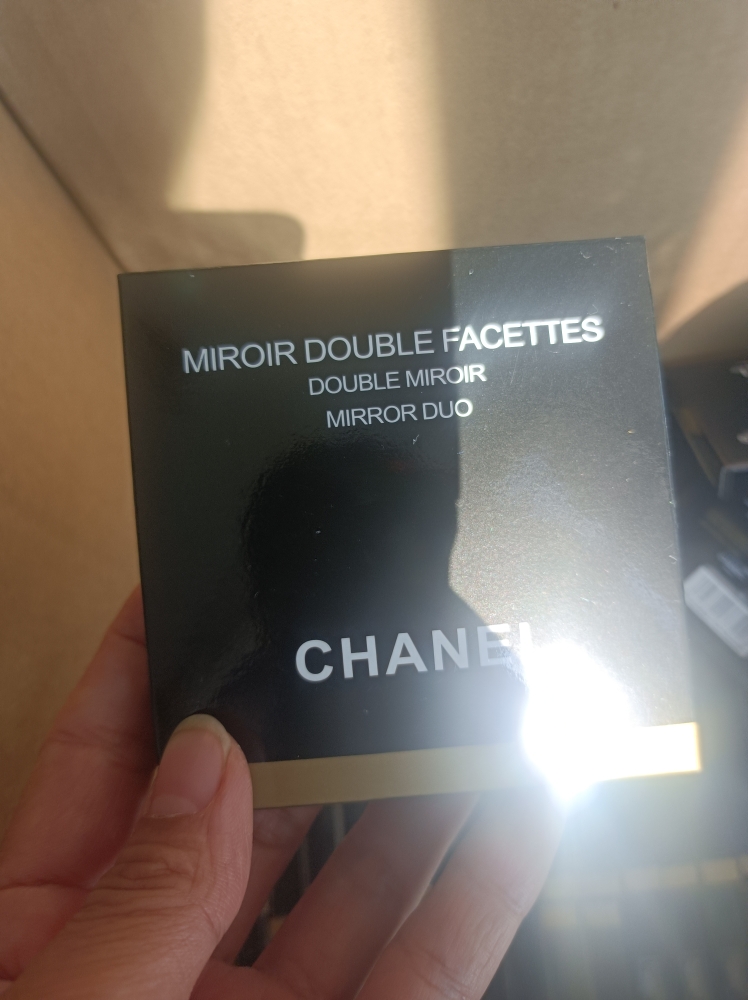 MIROIR DOUBLE FACETTES
DOUBLE MIROIR
MIRROR DUO
CHANEL